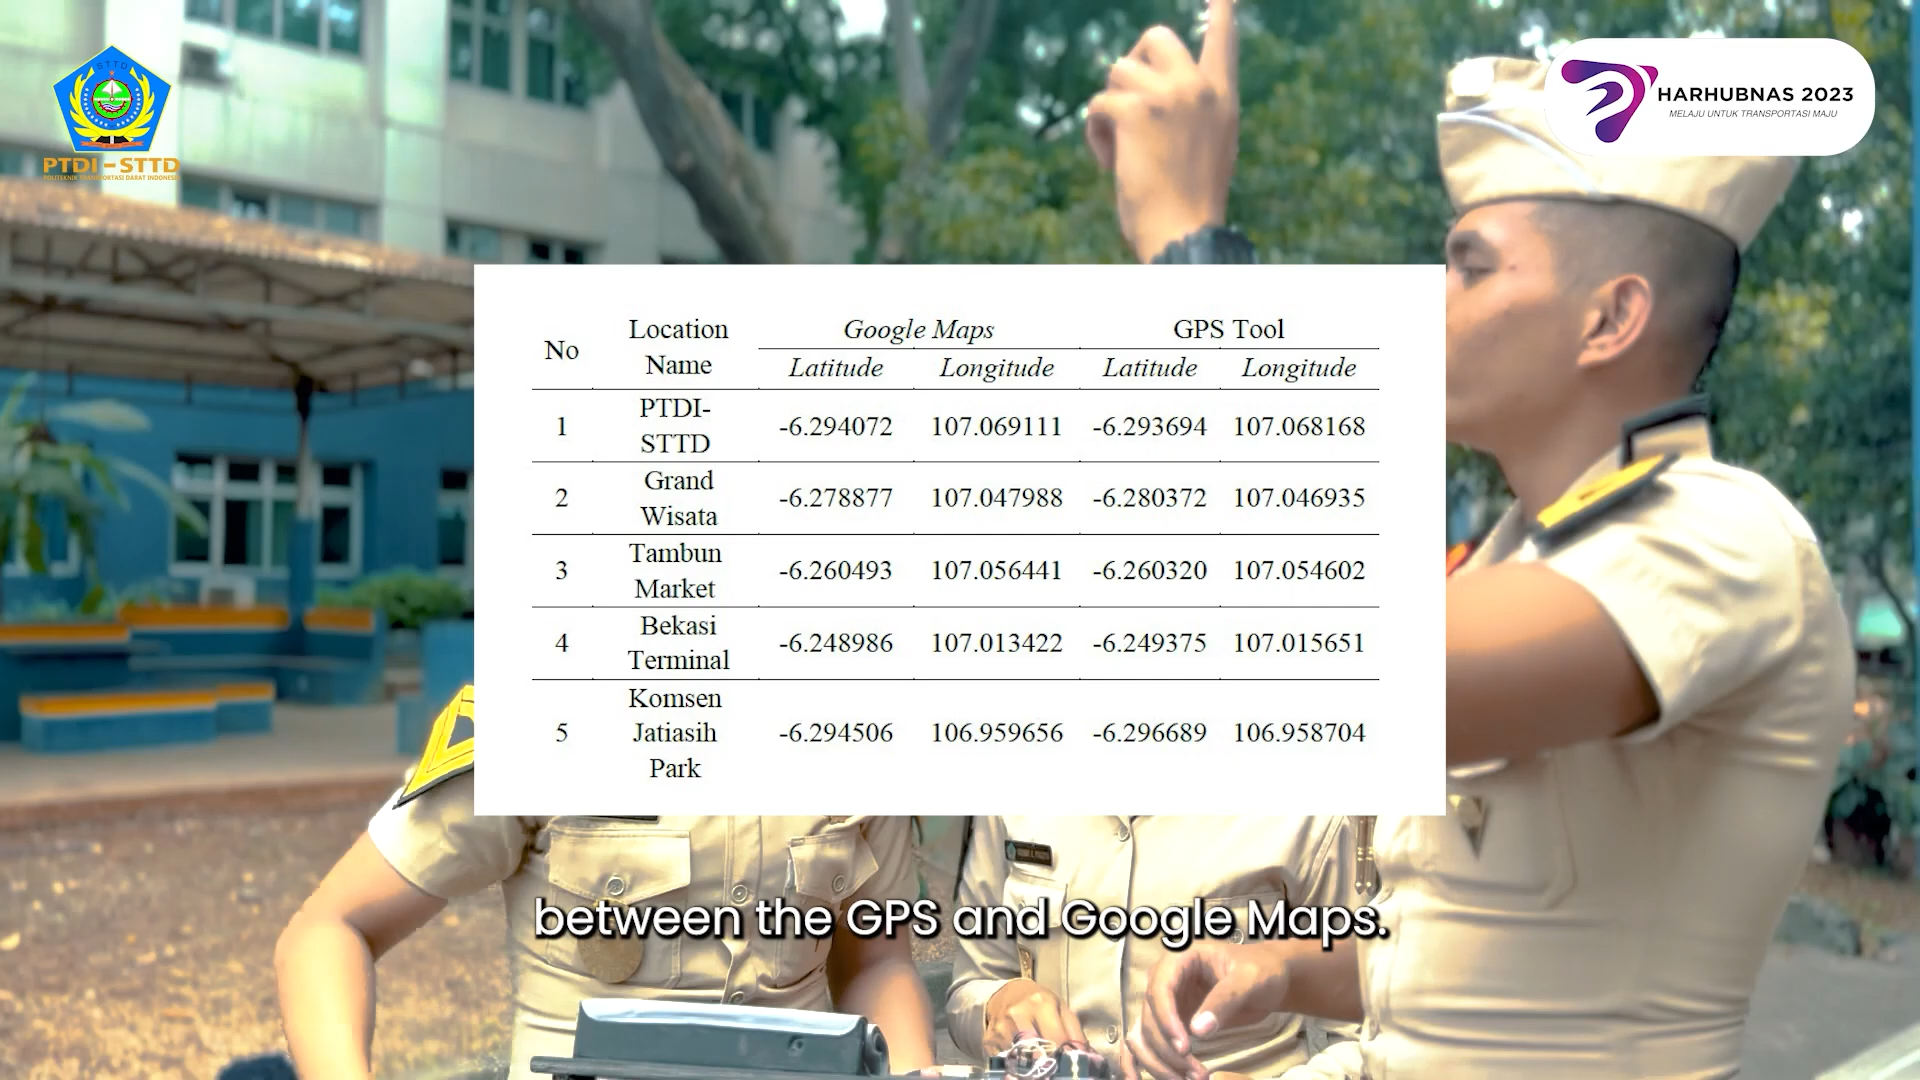 STTD
PTDI-STTD
POLITEKNIK TRANSPORTASI DARAT INDONESIA
HARHUBNAS 2023
MELAJU UNTUK TRANSPORTASI MAJU
No Location Name Google Maps GPS Tool
Latitude Longitude Latitude Longitude
1 PTDI-STTD -6.294072 107.069111 -6.293694 107.068168
2 Grand Wisata -6.278877 107.047988 -6.280372 107.046935
3 Tambun Market -6.260493 107.056441 -6.260320 107.054602
4 Bekasi Terminal -6.248986 107.013422 -6.249375 107.015651
5 Komsen Jatiasih Park -6.294506 106.959656 -6.296689 106.958704
between the GPS and Google Maps.